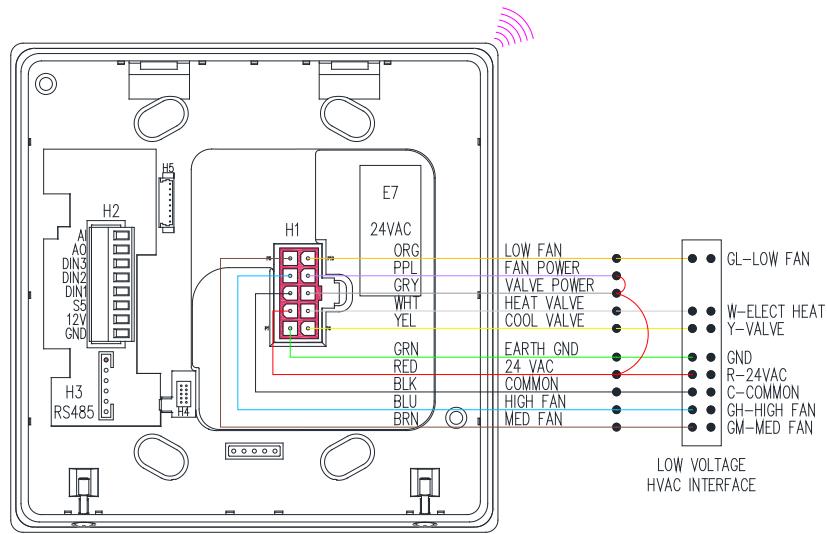 H5
E7
24VAC
H2
H1
AI
AO
DIN3
DIN2
DIN1
S5
12V
GND
ORG LOW FAN GL-LOW FAN
PPL FAN POWER
GRY VALVE POWER
WHT HEAT VALVE W-ELECT HEAT
YEL COOL VALVE Y-VALVE
GRN EARTH GND GND
RED 24 VAC R-24VAC
BLK COMMON C-COMMON
BLU HIGH FAN GH-HIGH FAN
BRN MED FAN GM-MED FAN
H3
RS485
H4
LOW VOLTAGE
HVAC INTERFACE